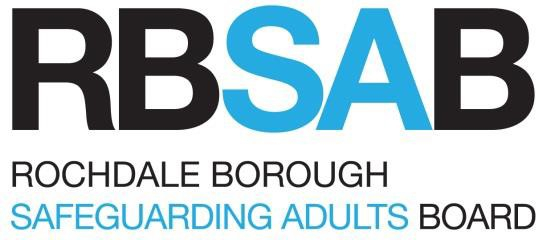 RBSAB
ROCHDALE BOROUGH
SAFEGUARDING ADULTS BOARD